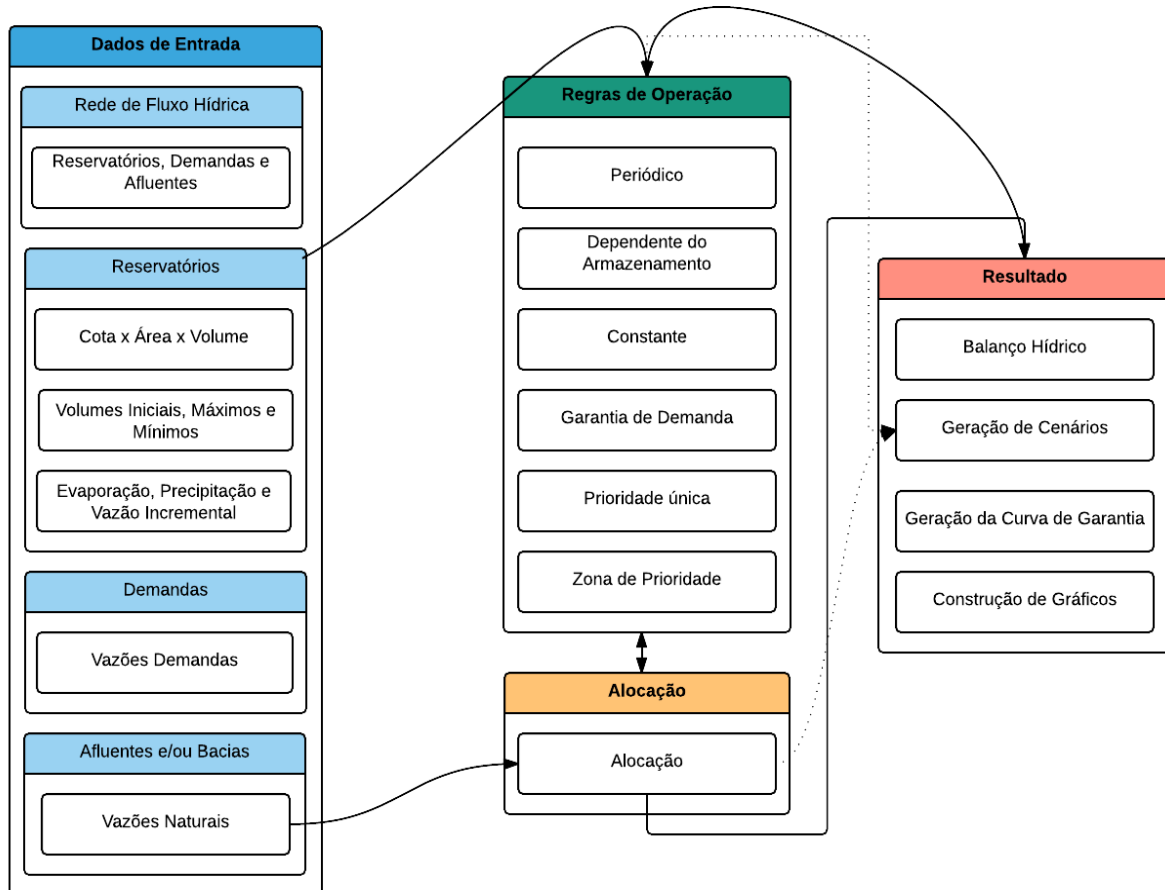 Dados de Entrada
Rede de Fluxo Hídrica
Reservatórios, Demandas e
Afluentes
Reservatórios
Cota x Área x Volume
Volumes Iniciais, Máximos e
Mínimos
Evaporação, Precipitação e
Vazão Incremental
Demandas
Vazões Demandas
Afluentes e/ou Bacias
Vazões Naturais
Regras de Operação
Periódico
Dependente do
Armazenamento
Constante
Garantia de Demanda
Prioridade única
Zona de Prioridade
Alocação
Alocação
Resultado
Balanço Hídrico
Geração de Cenários
Geração da Curva de Garantia
Construção de Gráficos